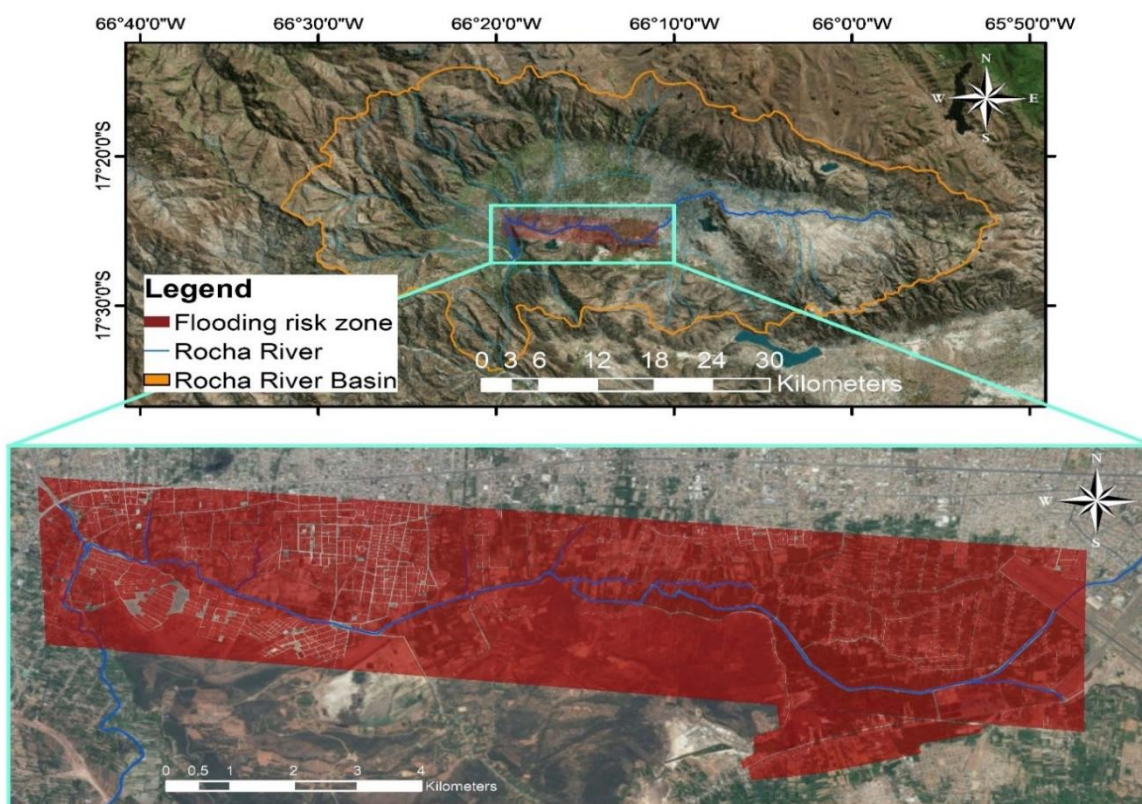 66°40'0"W 66°30'0"W 66°20'0"W 66°10'0"W 66°0'0"W 65°50'0"W
N
W E
S
17°20'0"S
17°30'0"S
Legend
Flooding risk zone
Rocha River
Rocha River Basin
0 3 6 12 18 24 30
Kilometers
N
W E
S
0 0.5 1 2 3 4
Kilometers